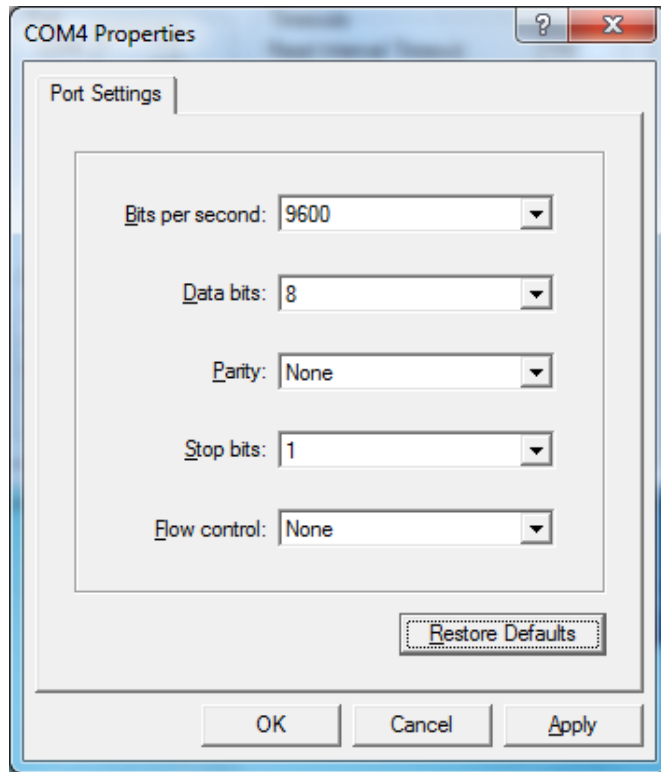 COM4 Properties
Port Settings
Bits per second: 9600
Data bits: 8
Parity: None
Stop bits: 1
Flow control: None
Restore Defaults
OK Cancel Apply